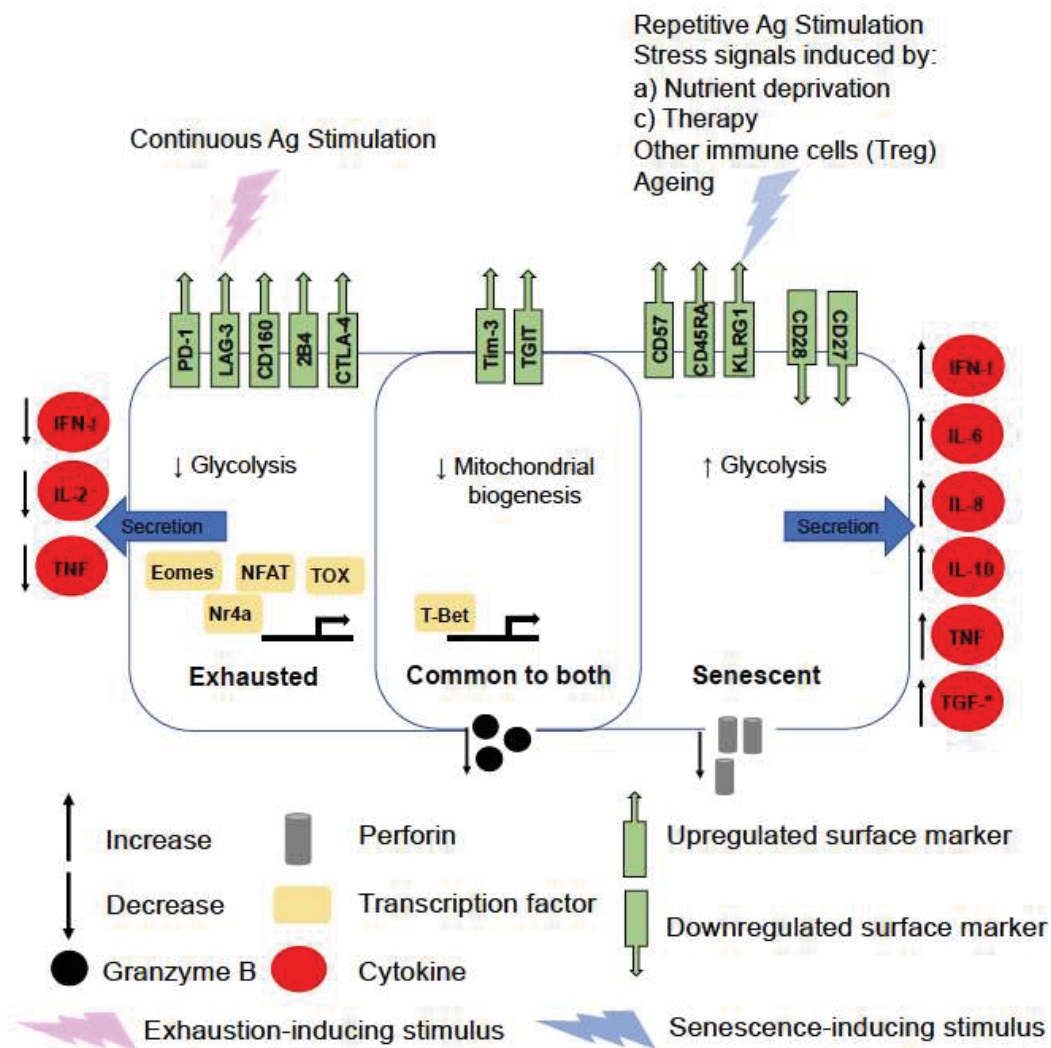 Repetitive Ag Stimulation
Stress signals induced by:
a) Nutrient deprivation
c) Therapy
Other immune cells (Treg)
Ageing
Continuous Ag Stimulation
PD-1
LAG-3
CD160
2B4
CTLA-4
Tim-3
TGIT
CD57
CD45RA
KLRG1
CD28
CD27
IFN-
IL-2
TNF
Secretion
↓ Glycolysis
↓ Mitochondrial
biogenesis
↑ Glycolysis
Secretion
Eomes
NFAT
TOX
Nr4a
T-Bet
Exhausted
Common to both
Senescent
IFN-
IL-6
IL-8
IL-10
TNF
TGF-"
Increase
Perforin
Upregulated surface marker
Decrease
Transcription factor
Downregulated surface marker
Granzyme B
Cytokine
Exhaustion-inducing stimulus
Senescence-inducing stimulus